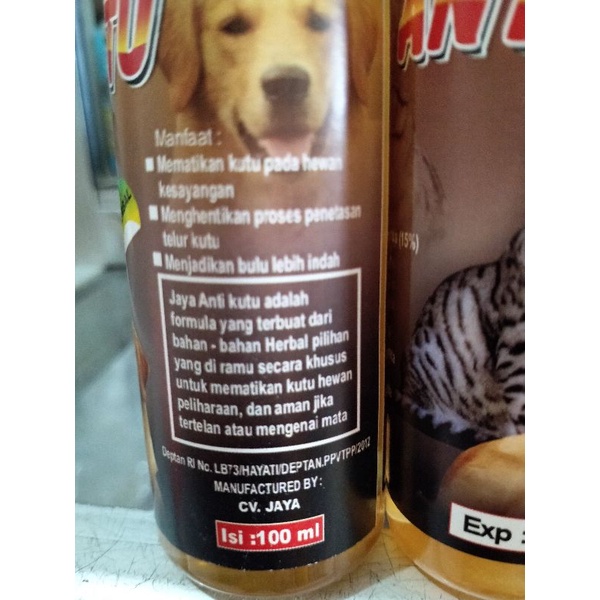 Manfaat :
Mematikan kutu pada hewan
kesayangan
Menghentikan proses penetasan
telur kutu
Menjadikan bulu lebih indah
Jaya Anti kutu adalah
formula yang terbuat dari
bahan - bahan Herbal pilihan
yang di ramu secara khusus
untuk mematikan kutu hewan
peliharaan, dan aman jika
tertelan atau mengenai mata
Deptan RI No. LB73/HAYATI/DEPTAN.PPI/TPP/2012
MANUFACTURED BY :
CV. JAYA
Isi :100 ml
(15%)
Exp :